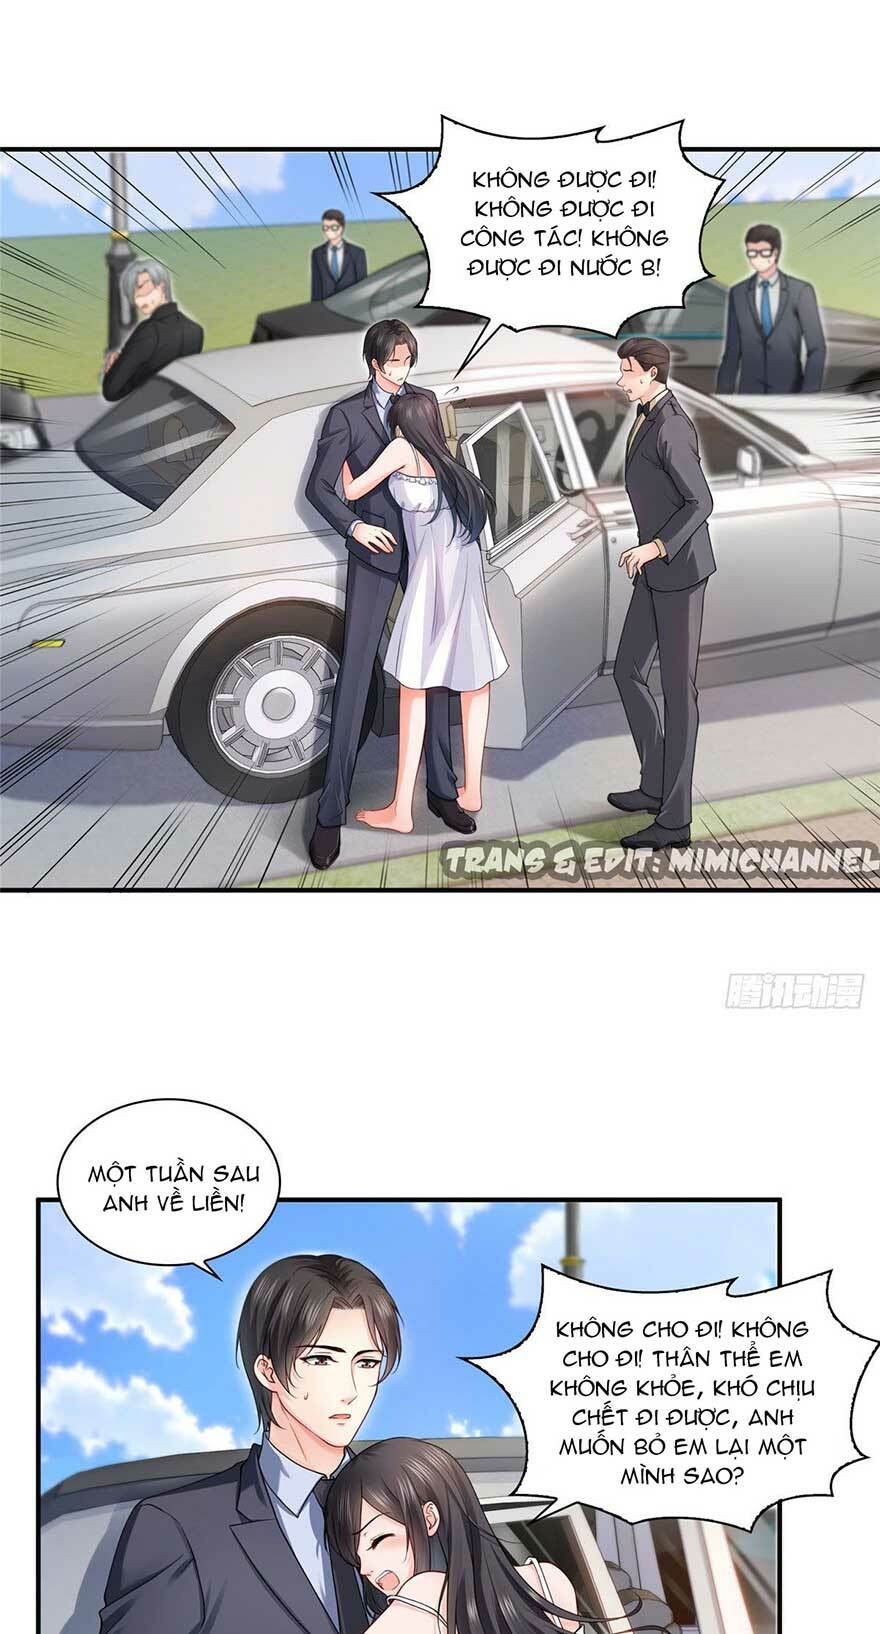 KHÔNG ĐƯỢC ĐI!
KHÔNG ĐƯỢC ĐI
CÔNG TÁC! KHÔNG
ĐƯỢC ĐI NƯỚC B!
TRANS & EDIT: MIMICHANNEL
腾讯动漫
MỘT TUẦN SAU
ANH VỀ LIỀN!
KHÔNG CHO ĐI! KHÔNG
CHO ĐI! THÂN THỂ EM
KHÔNG KHỎE, KHÓ CHỊU
CHẾT ĐI ĐƯỢC, ANH
MUỐN BỎ EM LẠI MỘT
MÌNH SAO?